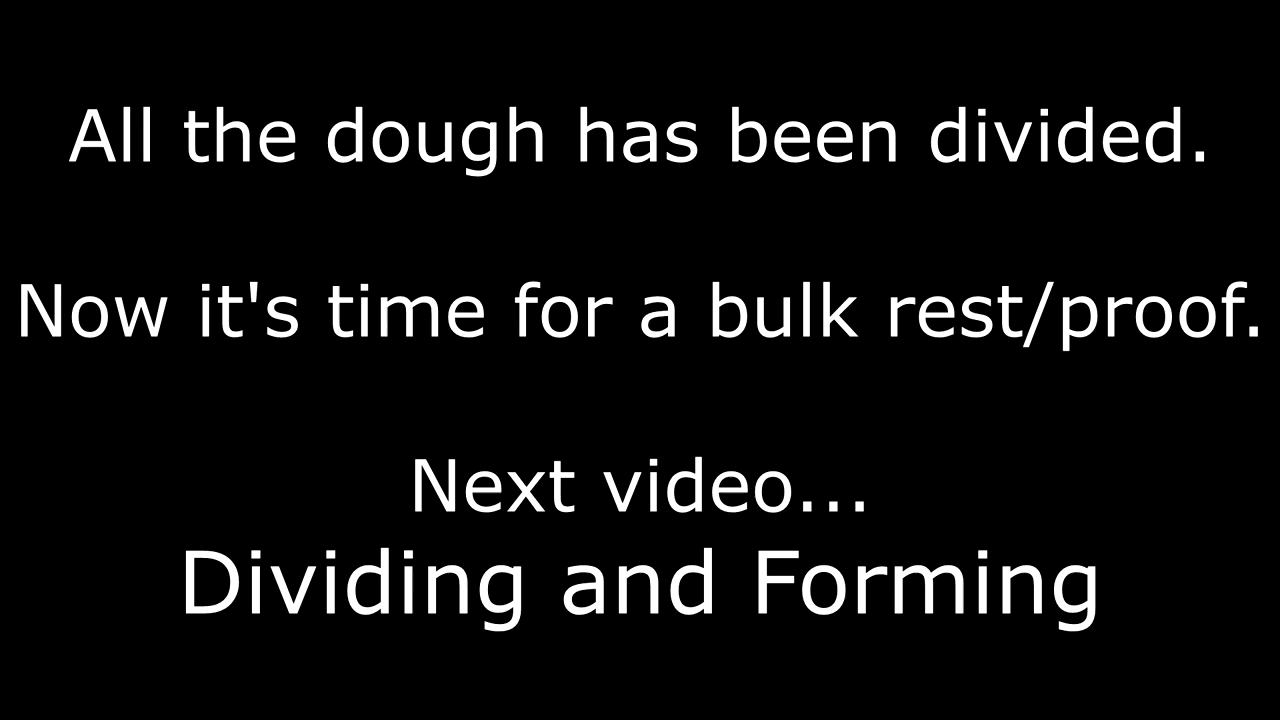 All the dough has been divided.
Now it's time for a bulk rest/proof.
Next video...
Dividing and Forming